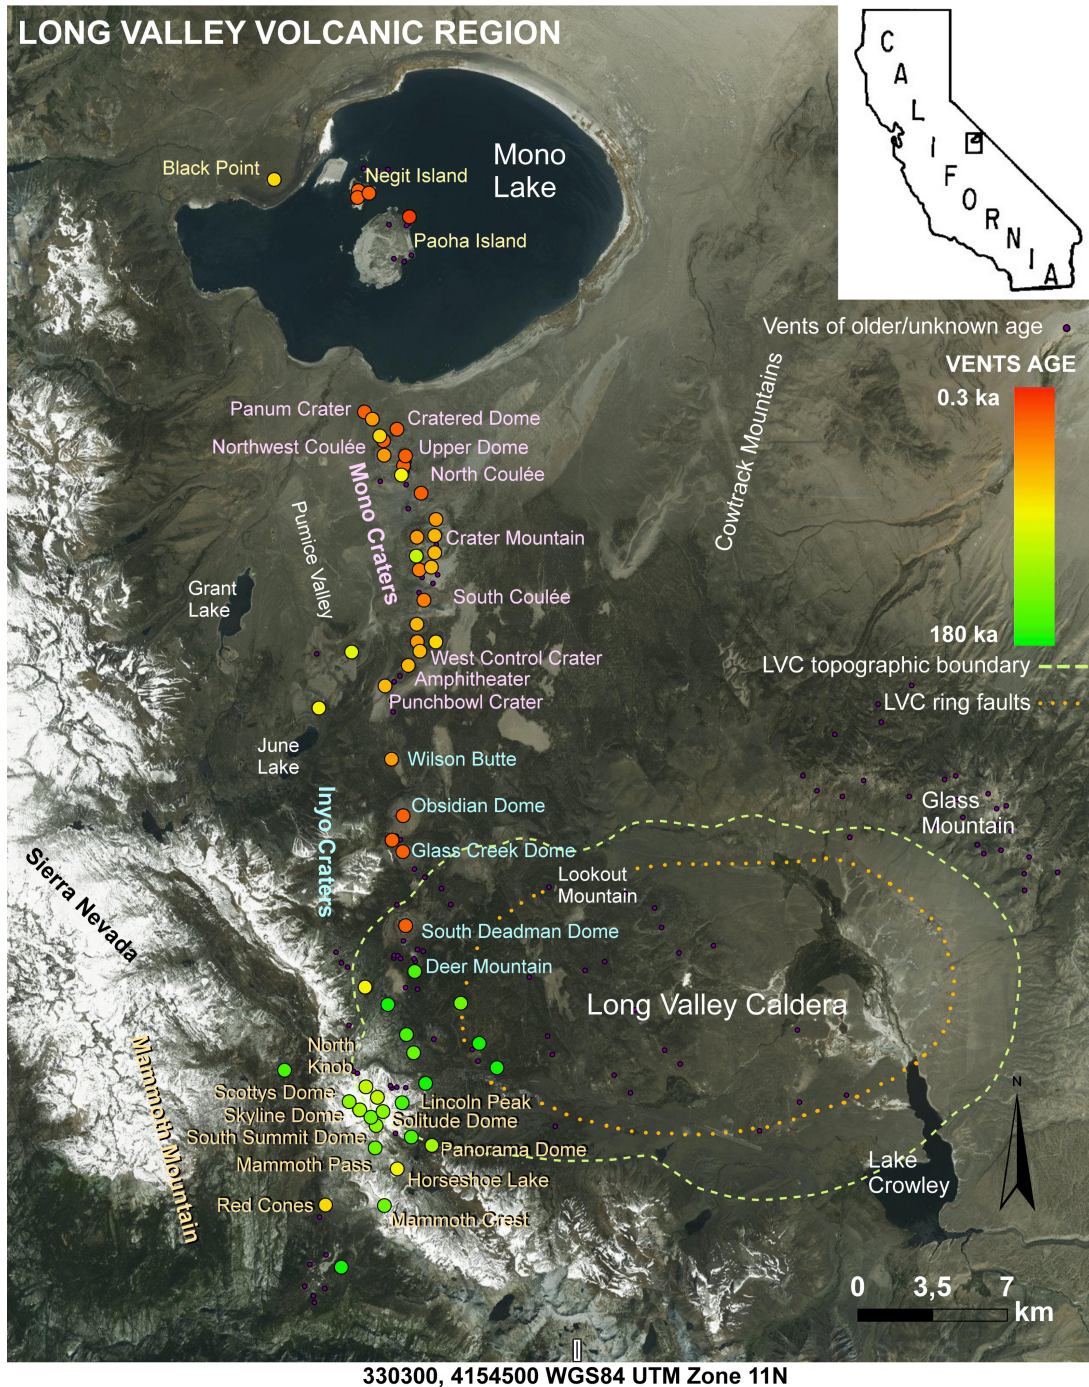 LONG VALLEY VOLCANIC REGION
C
A
L
I
F
O
R
N
I
A
Mono
Lake
Black Point
Negit Island
Paoha Island
Vents of older/unknown age
VENTS AGE
0.3 ka
180 ka
LVC topographic boundary
LVC ring faults
Cowtrack Mountains
Panum Crater
Cratered Dome
Northwest Coulée
Upper Dome
North Coulée
Mono Craters
Pumice Valley
Crater Mountain
Grant
Lake
South Coulée
West Control Crater
Amphitheater
Punchbowl Crater
June
Lake
Wilson Butte
Inyo Craters
Obsidian Dome
Glass Creek Dome
Glass
Mountain
Lookout
Mountain
Sierra Nevada
South Deadman Dome
Deer Mountain
Long Valley Caldera
North
Knob
Mammoth Mountain
Scottys Dome
Lincoln Peak
Skyline Dome
Solitude Dome
South Summit Dome
Panorama Dome
Mammoth Pass
Horseshoe Lake
Red Cones
Mammoth Crest
Lake
Crowley
N
0 3,5 7
km
330300, 4154500 WGS84 UTM Zone 11N